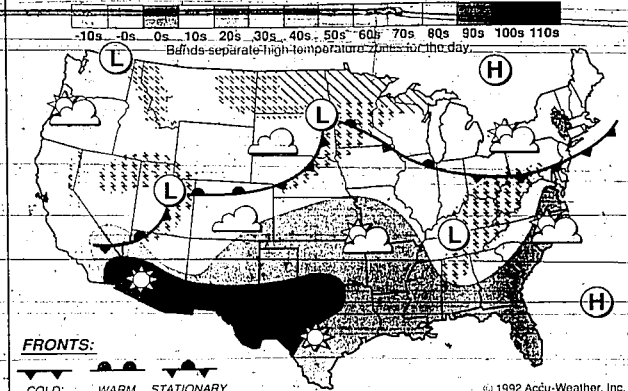 -10s -0s 0s 10s 20s 30s 40s 50s 60s 70s 80s 90s 100s 110s
Bands separate high temperature zones for the day.
L
H
L
L
L
H
FRONTS:
COLD WARM STATIONARY
© 1992 Accu-Weather, Inc.